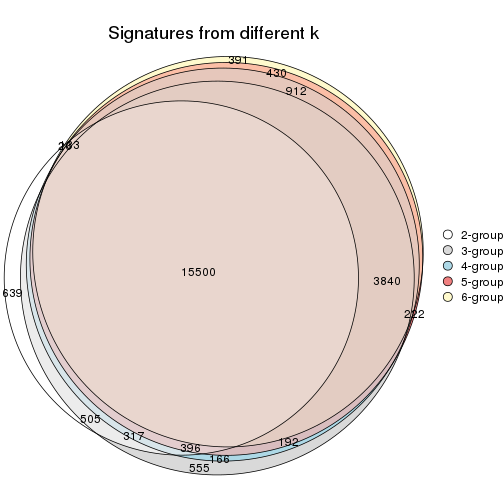 Signatures from different k
391
430
912
2-group
3-group
4-group
5-group
6-group
15500
3840
639
222
505
317
396
192
166
555